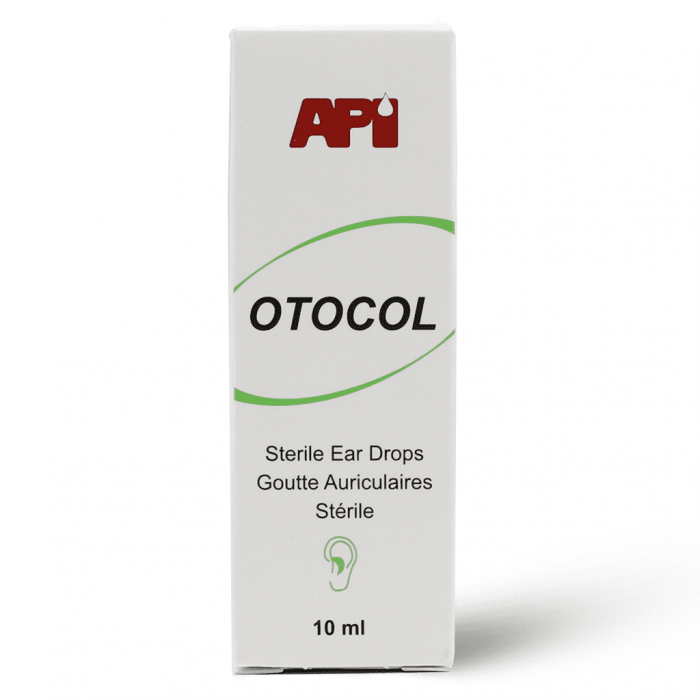 API
OTOCOL
Sterile Ear Drops
Goutte Auriculaires
Stérile
10 ml